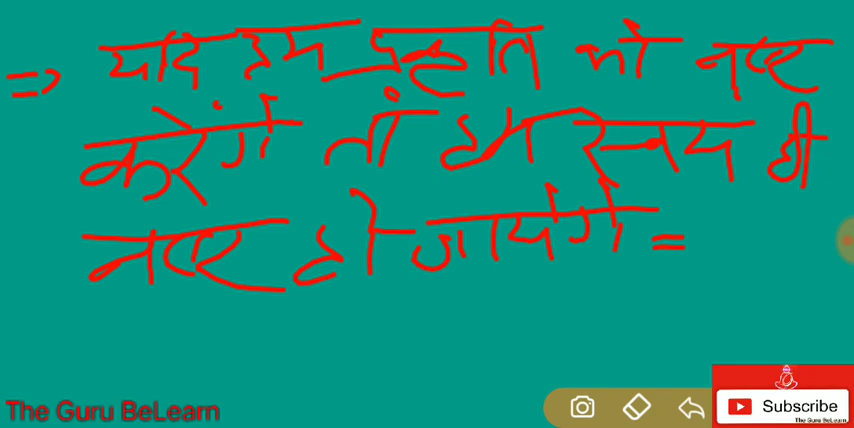 => यदि हम प्रकृति को नष्ट
करेंगे तो हम स्वयं ही
नष्ट हो जायेंगे =
The Guru BeLearn
Subscribe
The Guru BeLearn